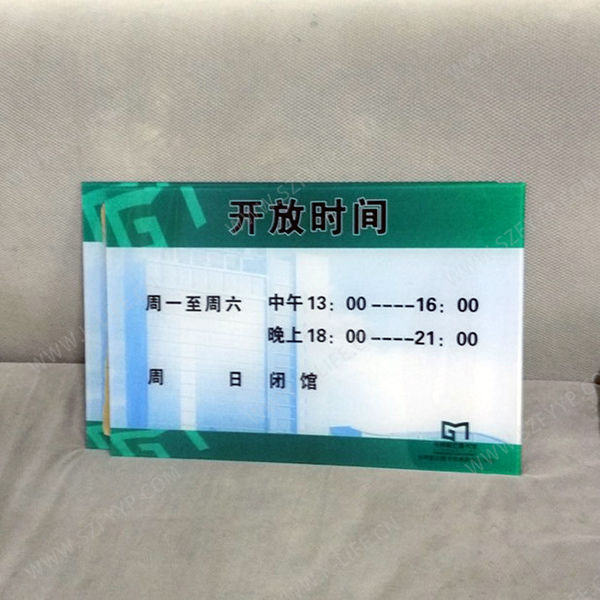 开放时间
周一至周六 中午13：00----16：00
晚上18：00----21：00
周 日 闭馆